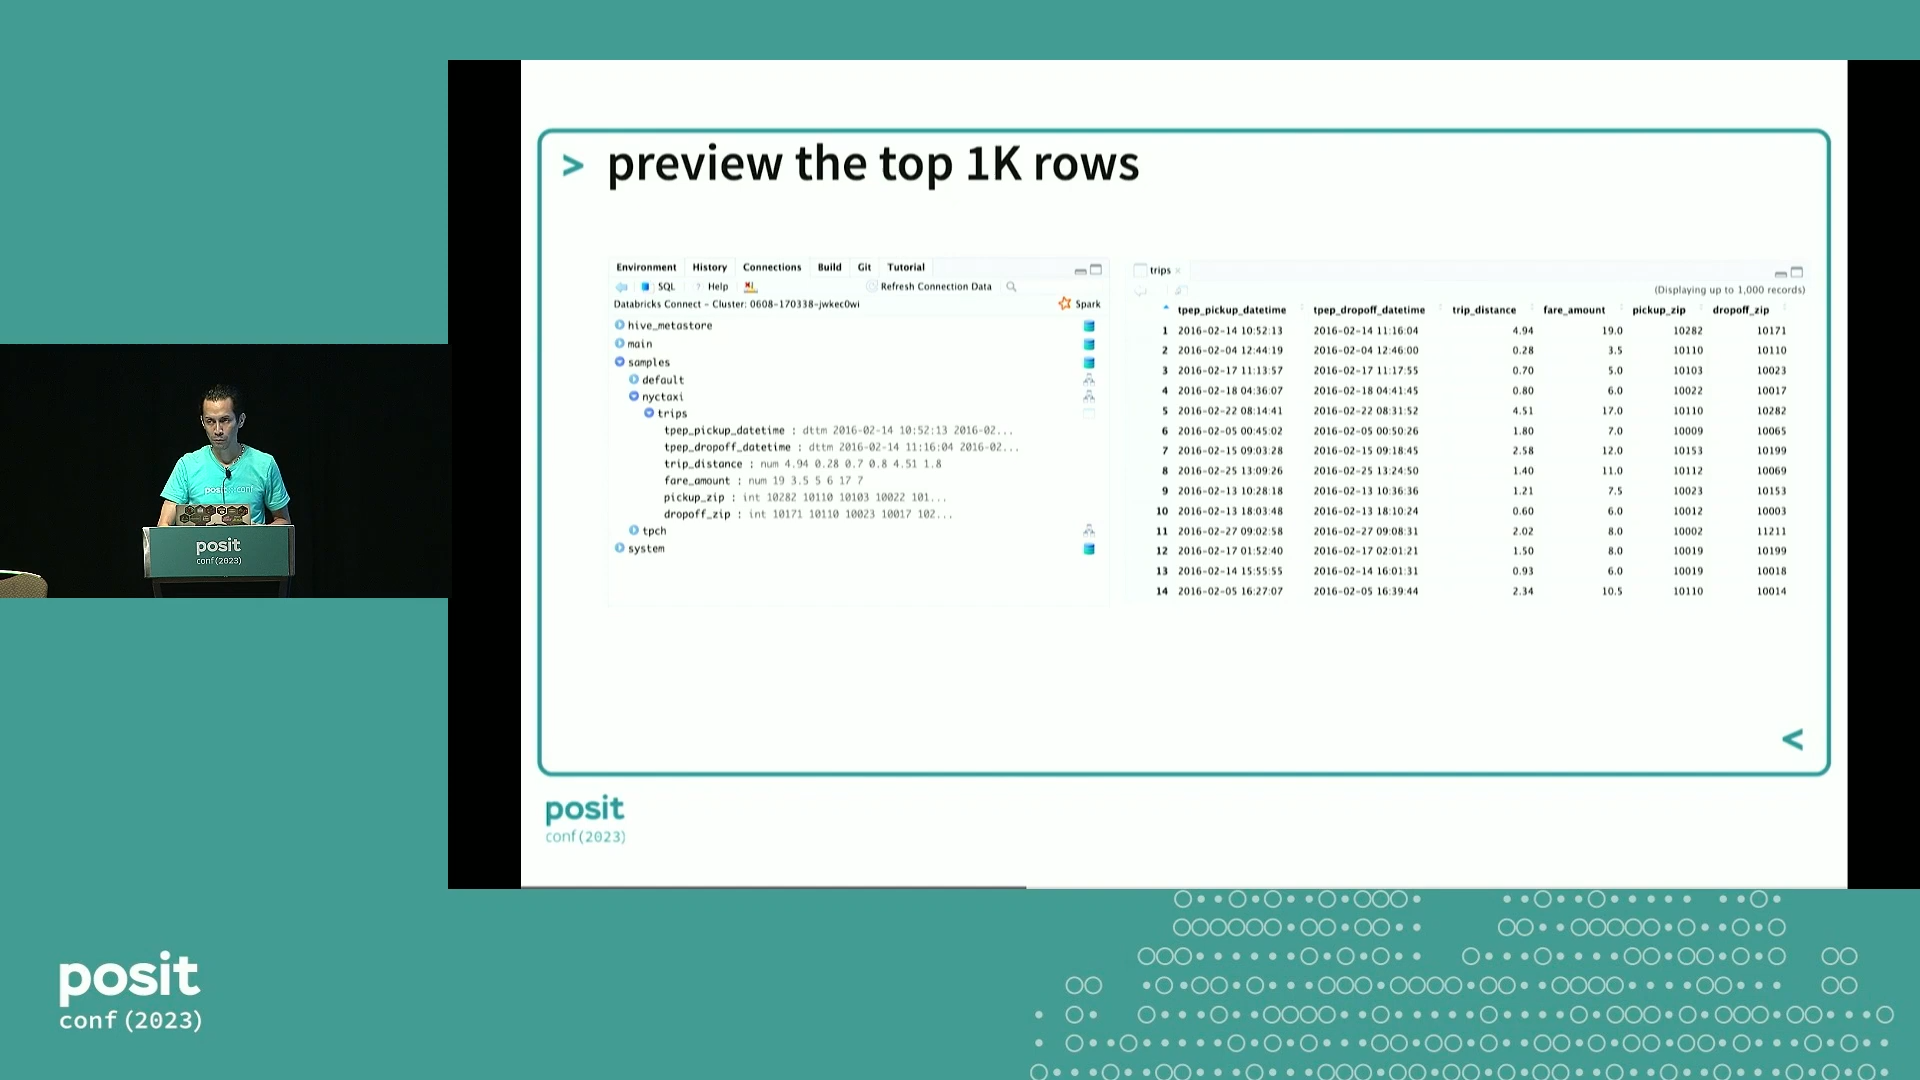 > preview the top 1K rows
Environment History Connections Build Git Tutorial
SQL ? Help Refresh Connection Data
Databricks Connect - Cluster: 0608-170338-jwkec0wi Spark
hive_metastore
main
samples
default
nyctaxi
trips
tpep_pickup_datetime : dttm 2016-02-14 10:52:13 2016-02...
tpep_dropoff_datetime : dttm 2016-02-14 11:16:04 2016-02...
trip_distance : num 4.94 0.28 0.7 0.8 4.51 1.8
fare_amount : num 19 3.5 5 6 17 7
pickup_zip : int 10282 10110 10103 10022 101...
dropoff_zip : int 10171 10110 10023 10017 102...
tpch
system
trips ×
(Displaying up to 1,000 records)
tpep_pickup_datetime tpep_dropoff_datetime trip_distance fare_amount pickup_zip dropoff_zip
1 2016-02-14 10:52:13 2016-02-14 11:16:04 4.94 19.0 10282 10171
2 2016-02-04 12:44:19 2016-02-04 12:46:00 0.28 3.5 10110 10110
3 2016-02-17 11:13:57 2016-02-17 11:17:55 0.70 5.0 10103 10023
4 2016-02-18 04:36:07 2016-02-18 04:41:45 0.80 6.0 10022 10017
5 2016-02-22 08:14:41 2016-02-22 08:31:52 4.51 17.0 10110 10282
6 2016-02-05 00:45:02 2016-02-05 00:50:26 1.80 7.0 10009 10065
7 2016-02-15 09:03:28 2016-02-15 09:18:45 2.58 12.0 10153 10199
8 2016-02-25 13:09:26 2016-02-25 13:24:50 1.40 11.0 10112 10069
9 2016-02-13 10:28:18 2016-02-13 10:36:36 1.21 7.5 10023 10153
10 2016-02-13 18:03:48 2016-02-13 18:10:24 0.60 6.0 10012 10003
11 2016-02-27 09:02:58 2016-02-27 09:08:31 2.02 8.0 10002 11211
12 2016-02-17 01:52:40 2016-02-17 02:01:21 1.50 8.0 10019 10199
13 2016-02-14 15:55:55 2016-02-14 16:01:31 0.93 6.0 10019 10018
14 2016-02-05 16:27:07 2016-02-05 16:39:44 2.34 10.5 10110 10014
<
posit
conf(2023)
posit
conf(2023)
posit
conf(2023)